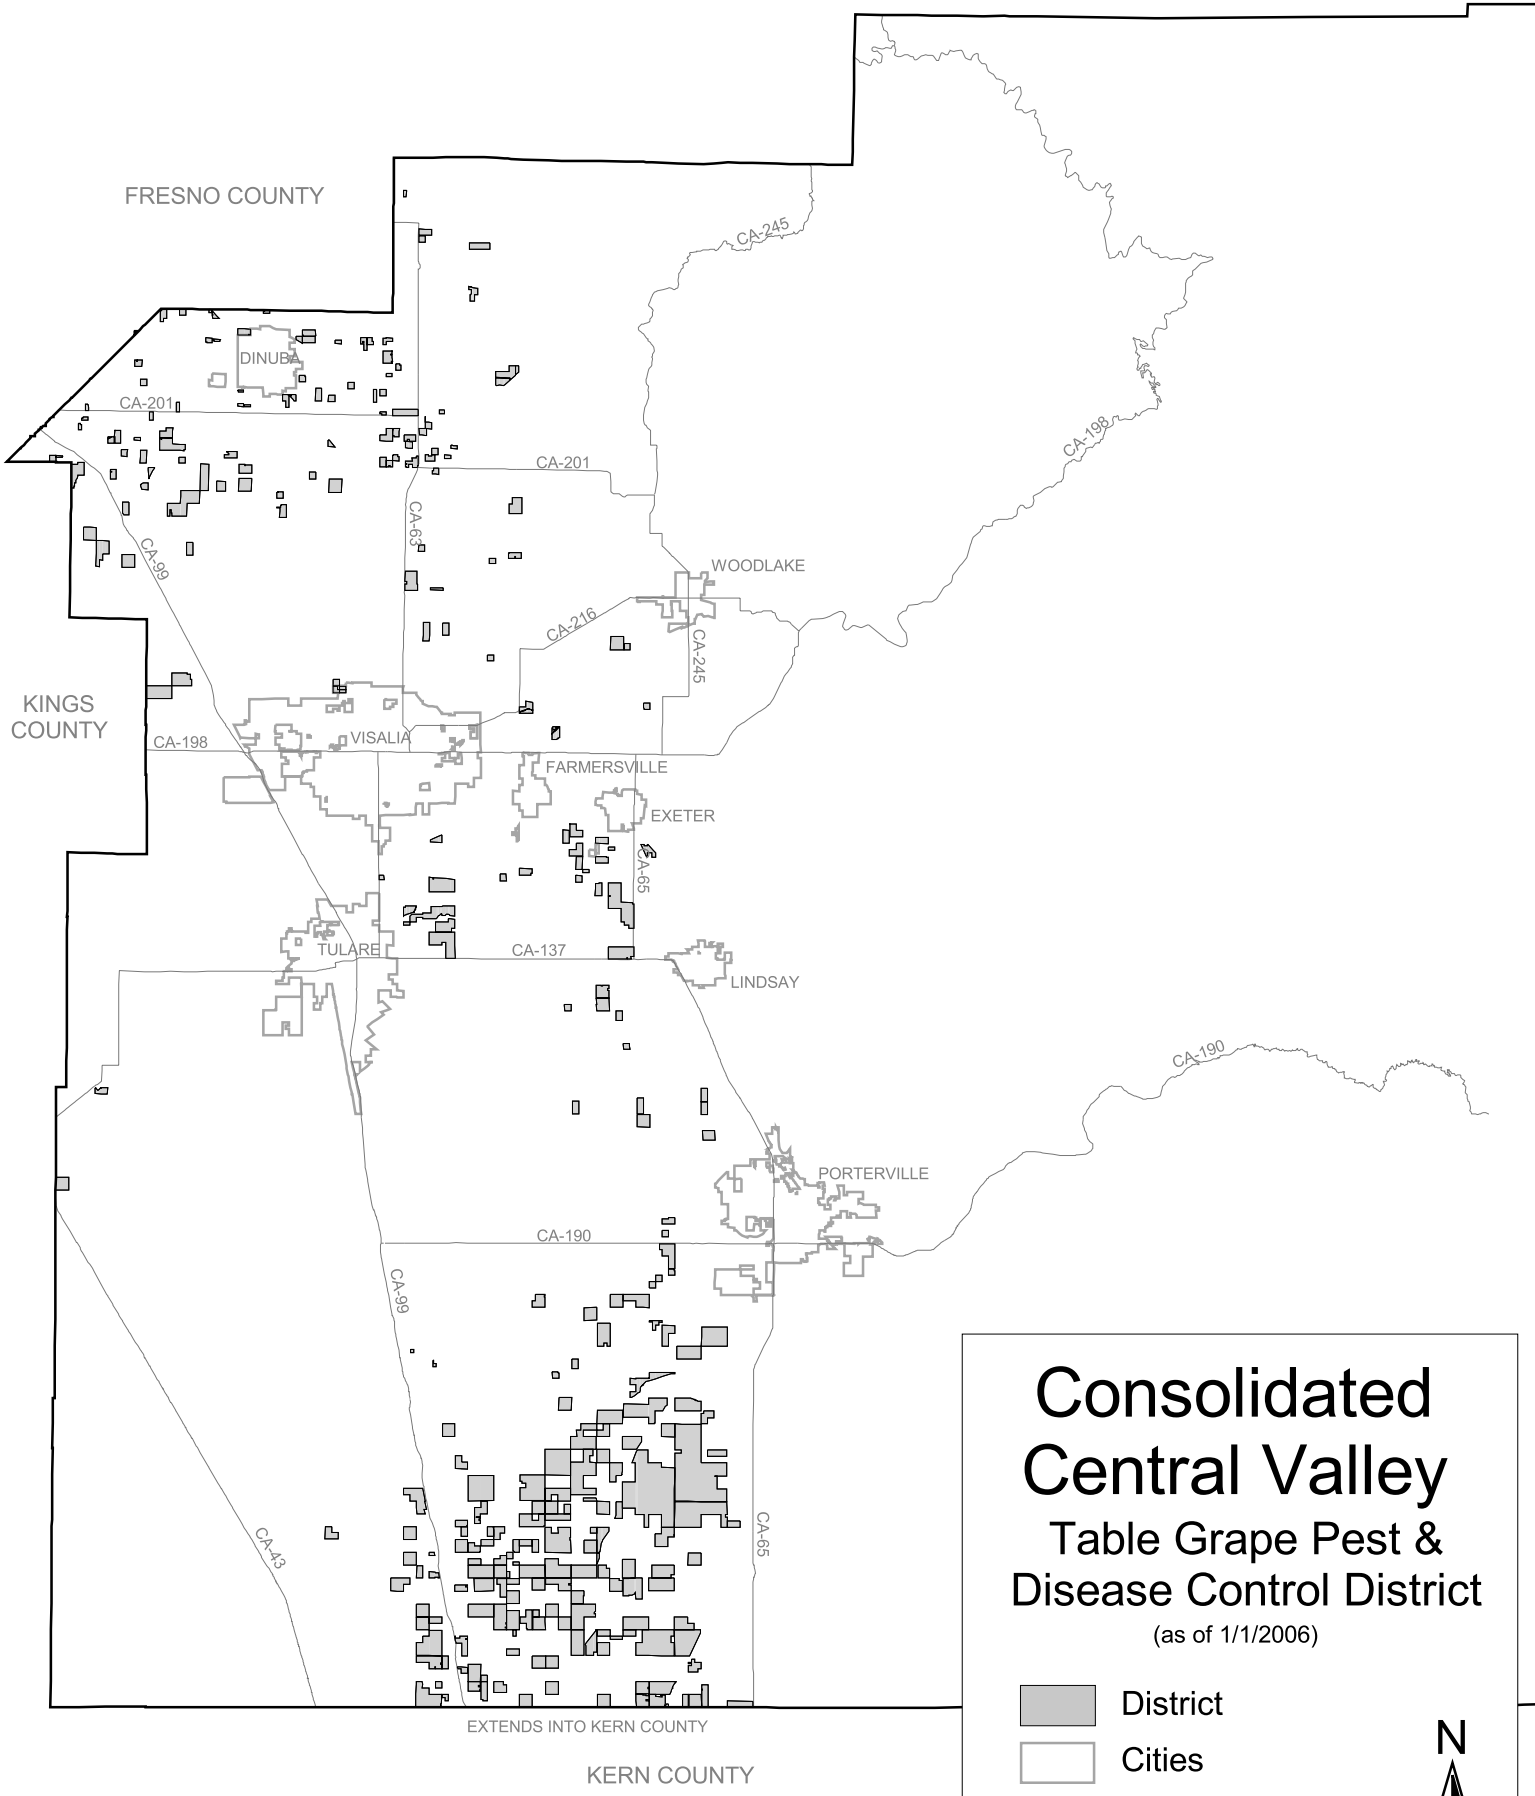 FRESNO COUNTY
CA-245
DINUBA
CA-201
CA-198
CA-201
CA-63
CA-99
WOODLAKE
CA-216
CA-245
KINGS
COUNTY
VISALIA
CA-198
FARMERSVILLE
EXETER
CA-65
TULARE
CA-137
LINDSAY
CA-190
PORTERVILLE
CA-190
CA-99
CA-43
CA-65
Consolidated
Central Valley
Table Grape Pest &
Disease Control District
(as of 1/1/2006)
District
Cities
N
EXTENDS INTO KERN COUNTY
KERN COUNTY